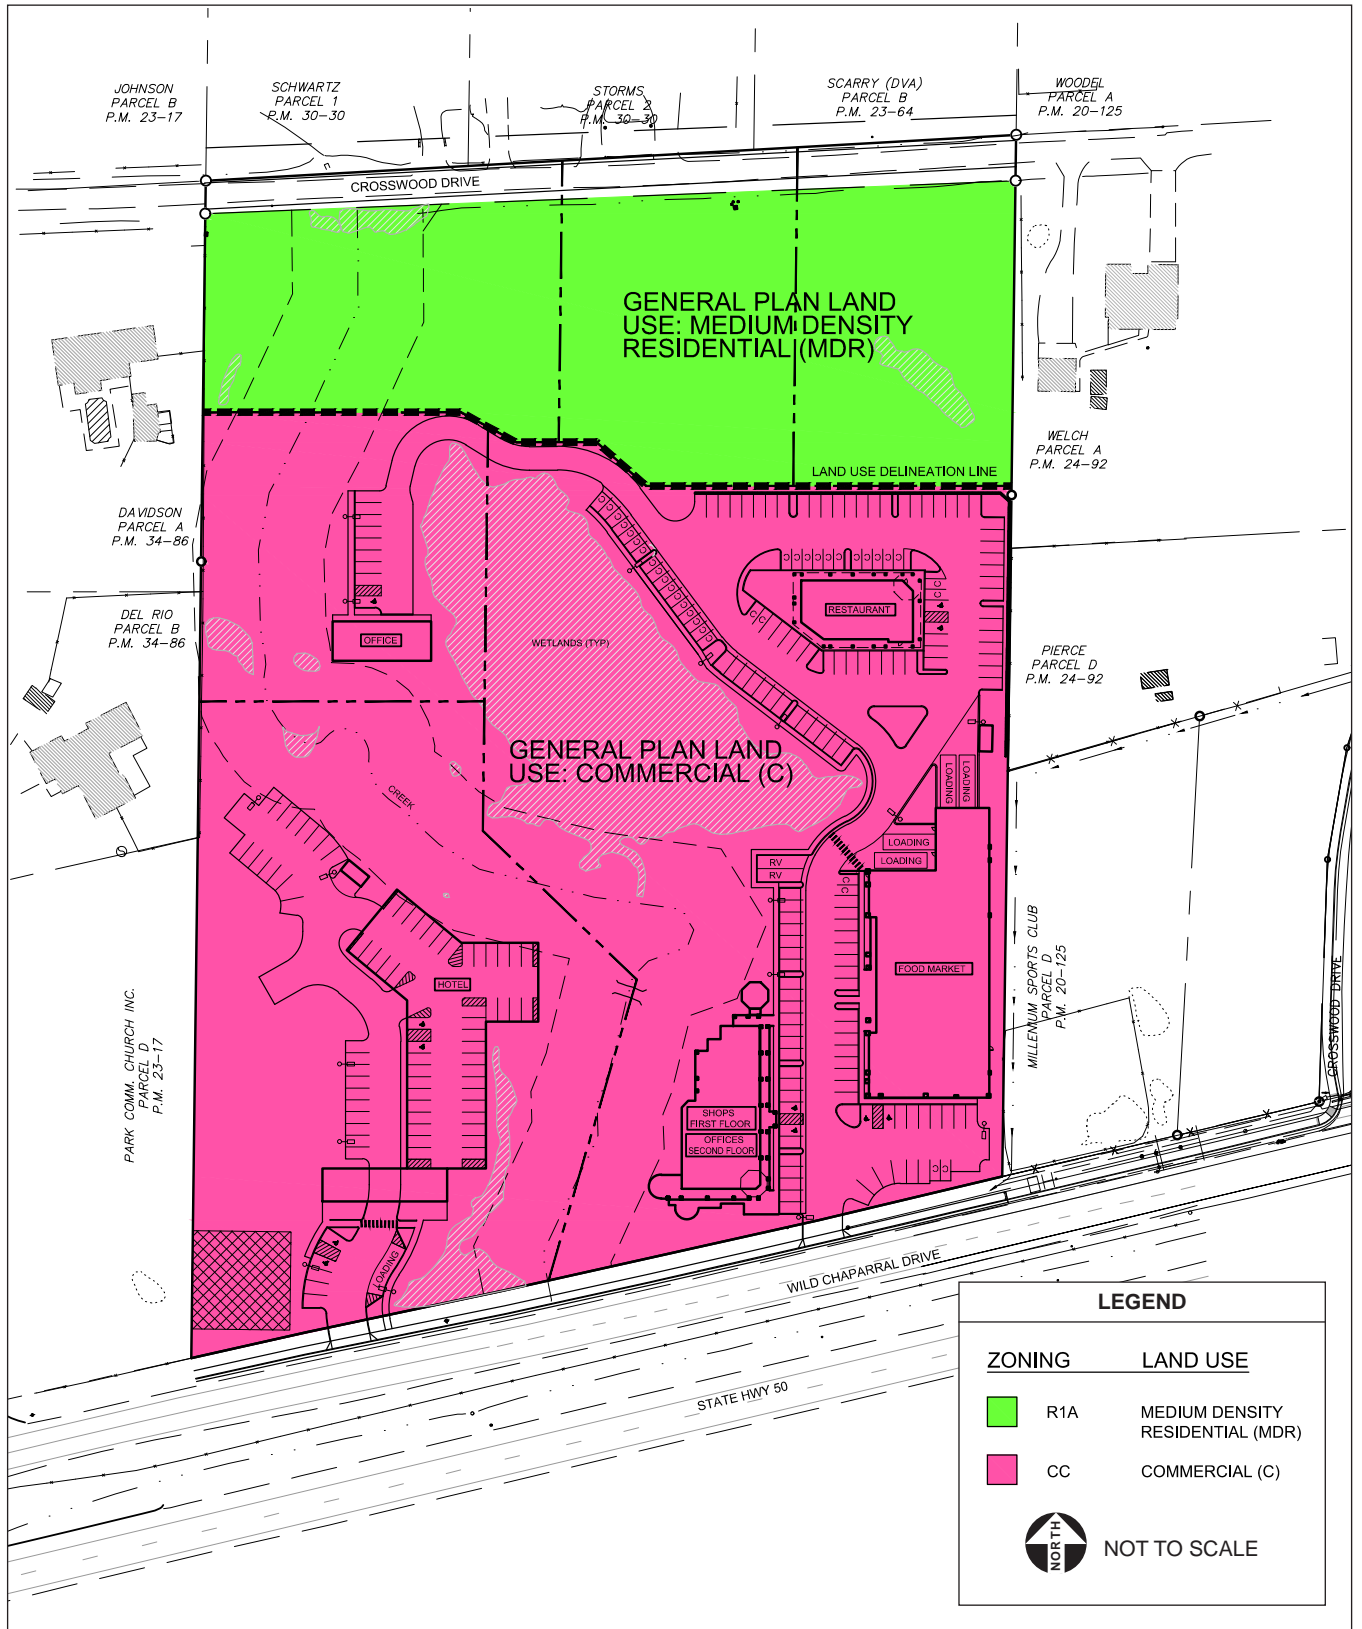 JOHNSON
PARCEL B
P.M. 23-17
SCHWARTZ
PARCEL 1
P.M. 30-30
STORMS
PARCEL 2
P.M. 30-30
SCARRY (DVA)
PARCEL B
P.M. 23-64
WOODEL
PARCEL A
P.M. 20-125
CROSSWOOD DRIVE
GENERAL PLAN LAND
USE: MEDIUM DENSITY
RESIDENTIAL (MDR)
LAND USE DELINEATION LINE
WELCH
PARCEL A
P.M. 24-92
DAVIDSON
PARCEL A
P.M. 34-86
DEL RIO
PARCEL B
P.M. 34-86
OFFICE
WETLANDS (TYP)
RESTAURANT
PIERCE
PARCEL D
P.M. 24-92
GENERAL PLAN LAND
USE: COMMERCIAL (C)
CREEK
LOADING
LOADING
LOADING
LOADING
RV
RV
HOTEL
FOOD MARKET
MILLENIUM SPORTS CLUB
PARCEL D
P.M. 20-125
CROSSWOOD DRIVE
PARK COMM. CHURCH INC.
PARCEL D
P.M. 23-17
SHOPS
FIRST FLOOR
OFFICES
SECOND FLOOR
LOADING
WILD CHAPARRAL DRIVE
STATE HWY 50
LEGEND
ZONING LAND USE
R1A MEDIUM DENSITY
RESIDENTIAL (MDR)
CC COMMERCIAL (C)
NORTH
NOT TO SCALE